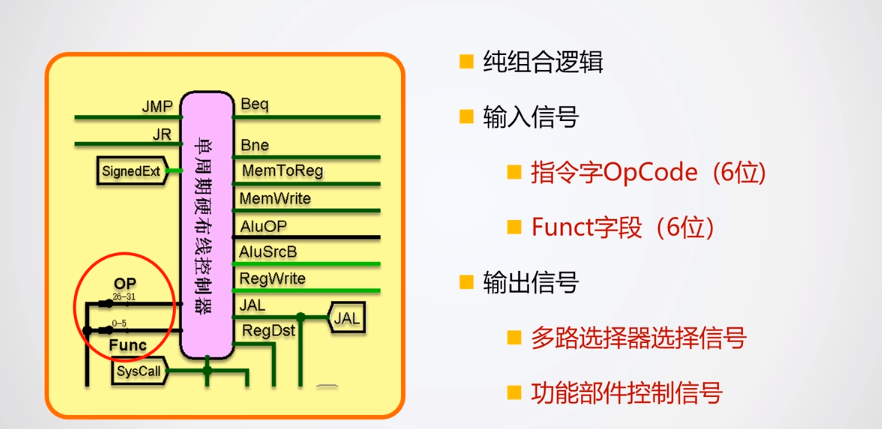 JMP
JR
SignedExt
OP
26-31
0-5
Func
SysCall
单周期硬布线控制器
Beq
Bne
MemToReg
MemWrite
AluOP
AluSrcB
RegWrite
JAL
JAL
RegDst
纯组合逻辑
输入信号
指令字OpCode (6位)
Funct字段（6位）
输出信号
多路选择器选择信号
功能部件控制信号